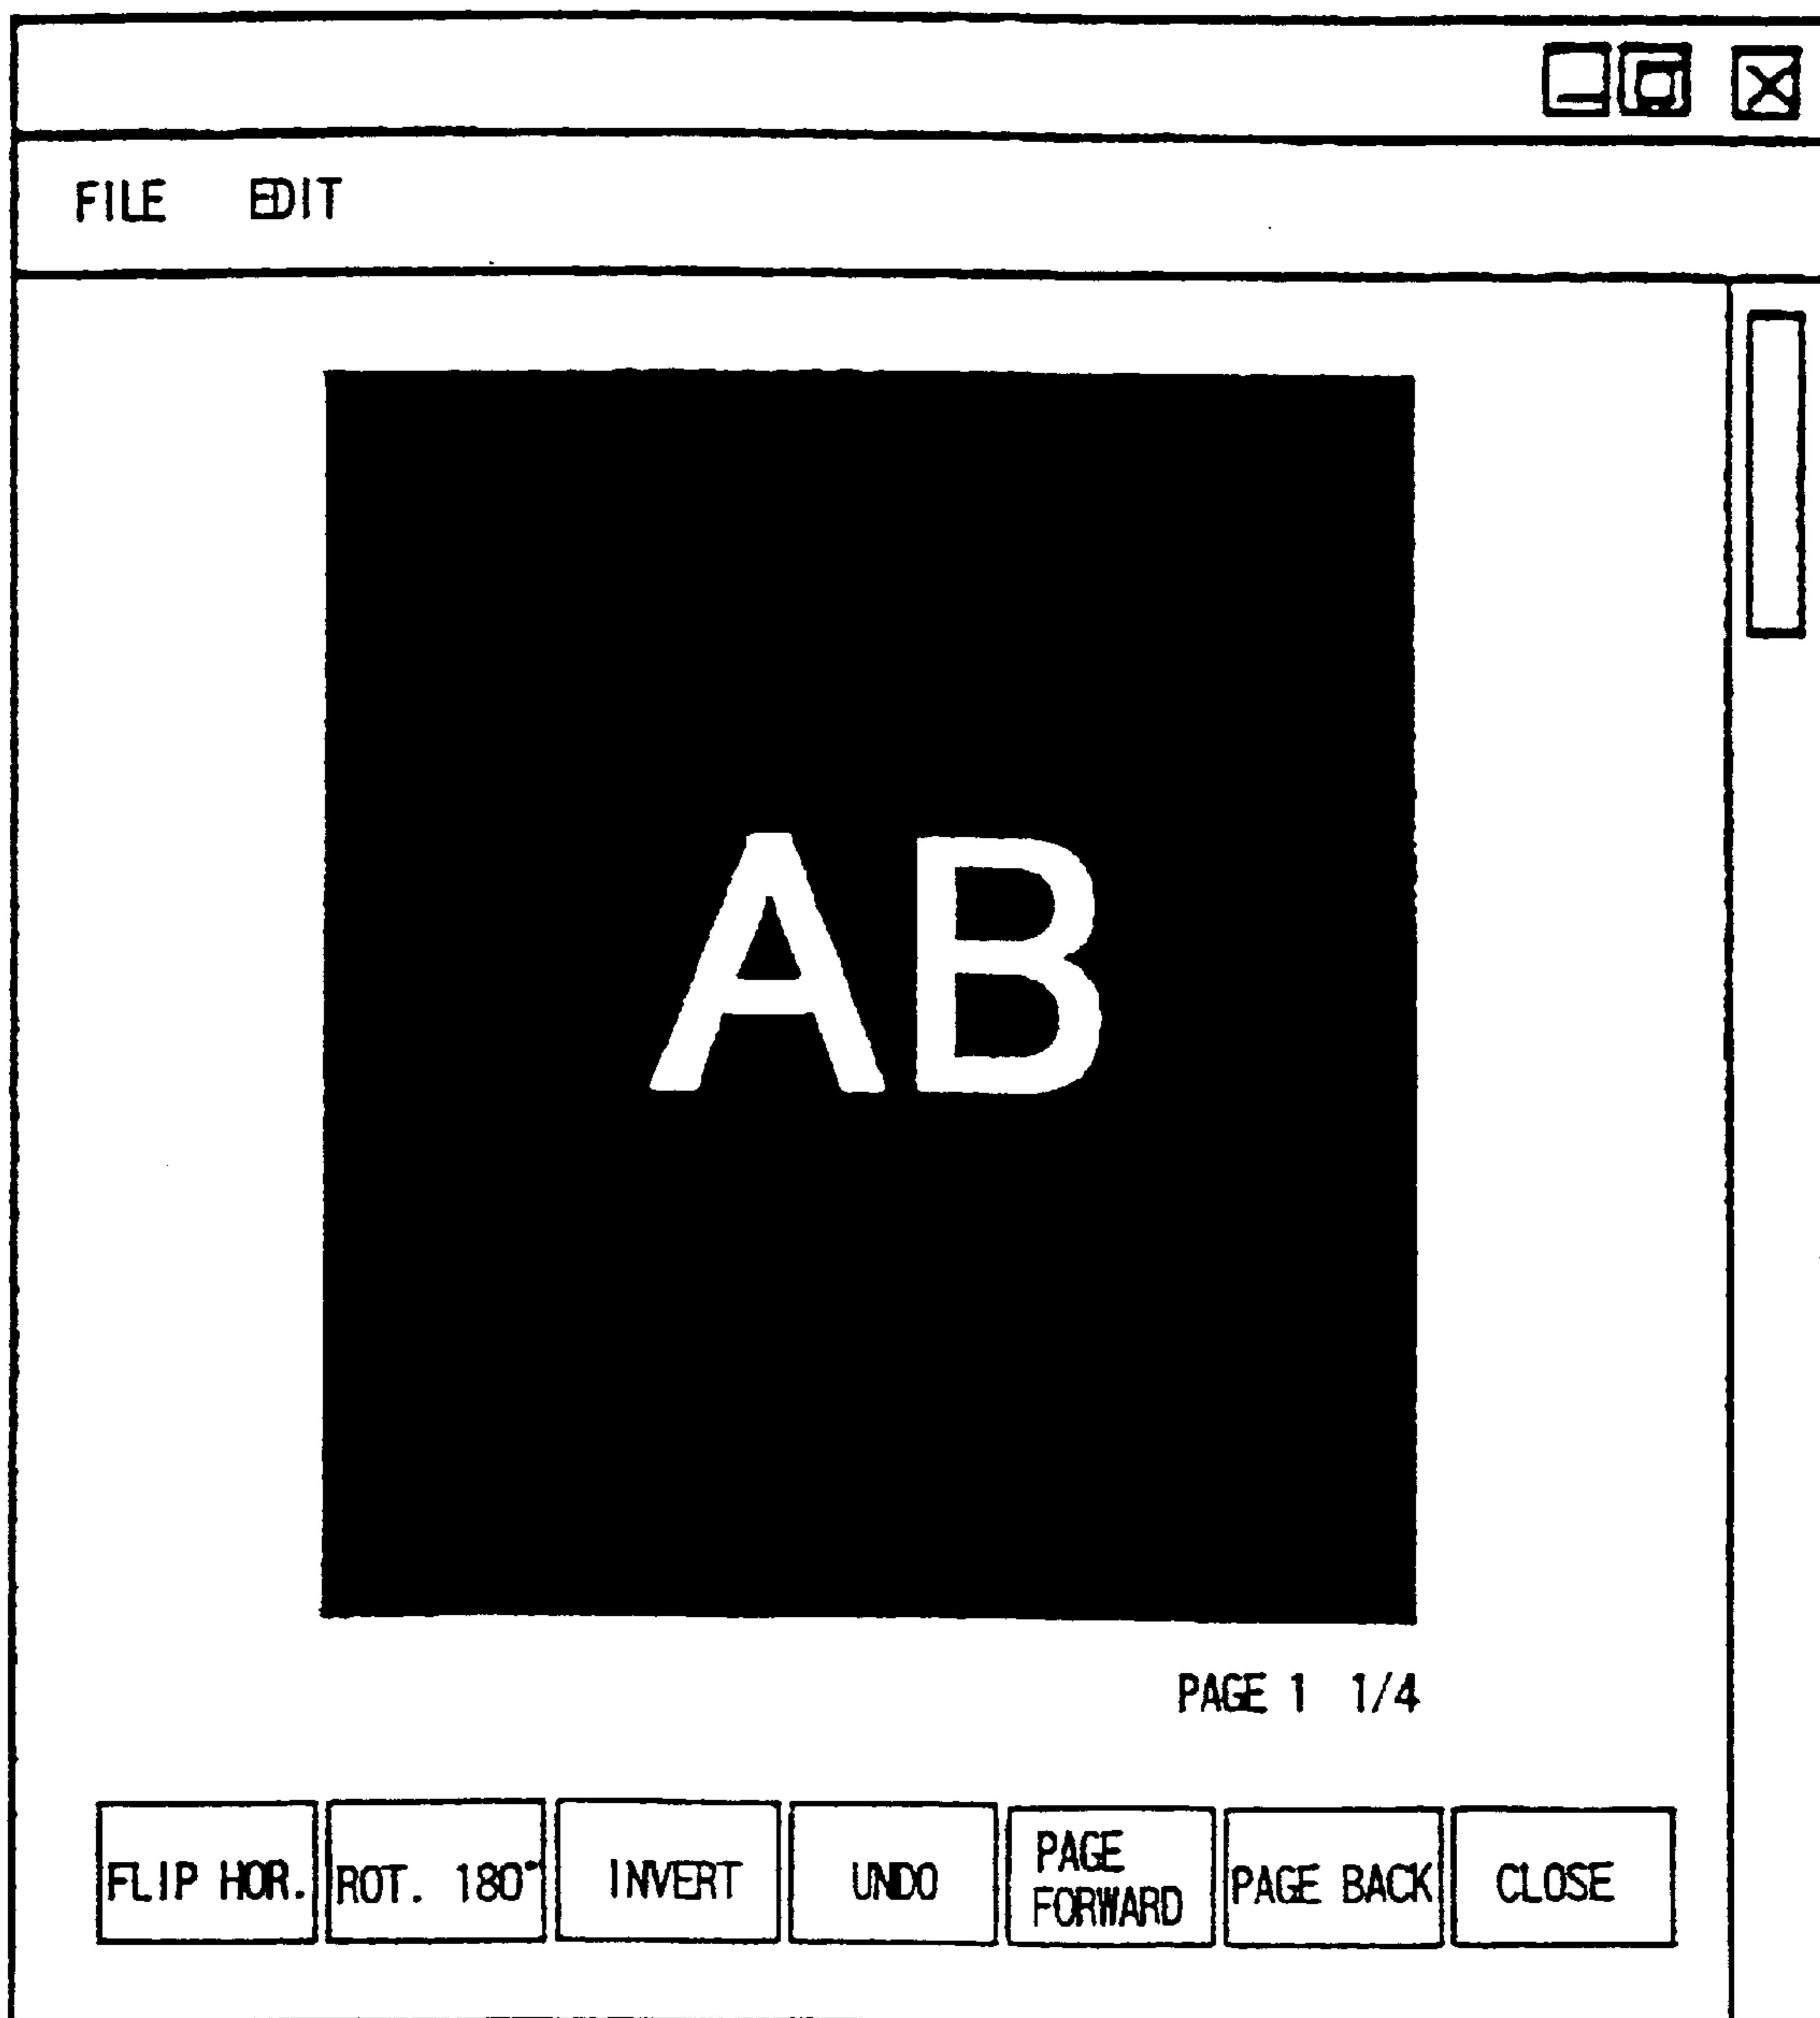 FILE EDIT
AB
PAGE 1 1/4
FLIP HOR. ROT. 180° INVERT UNDO PAGE FORWARD PAGE BACK CLOSE